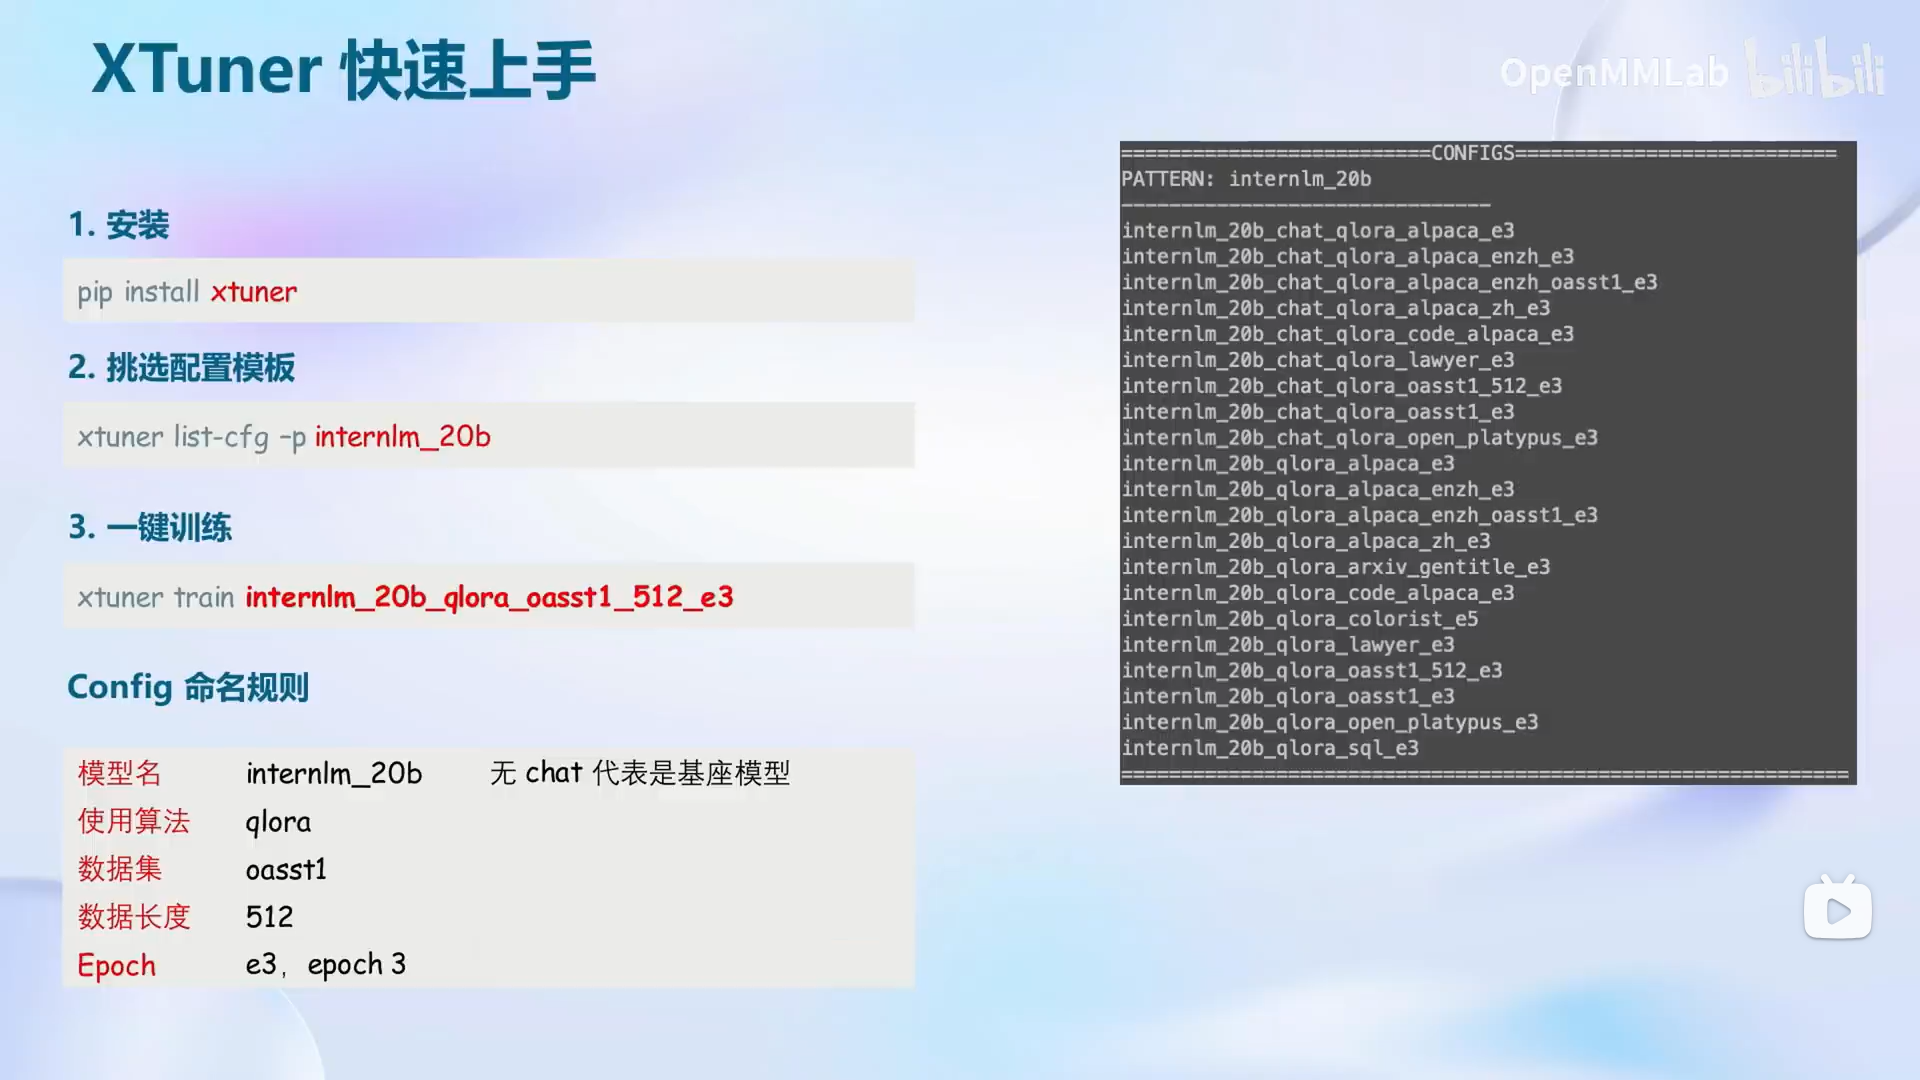 XTuner 快速上手
OpenMMLab bilibili
1. 安装
pip install xtuner
2. 挑选配置模板
xtuner list-cfg –p internlm_20b
3. 一键训练
xtuner train internlm_20b_qlora_oasst1_512_e3
Config 命名规则
模型名 internlm_20b 无 chat 代表是基座模型
使用算法 qlora
数据集 oasst1
数据长度 512
Epoch e3，epoch 3
==========================CONFIGS===========================
PATTERN: internlm_20b
-------------------------------
internlm_20b_chat_qlora_alpaca_e3
internlm_20b_chat_qlora_alpaca_enzh_e3
internlm_20b_chat_qlora_alpaca_enzh_oasst1_e3
internlm_20b_chat_qlora_alpaca_zh_e3
internlm_20b_chat_qlora_code_alpaca_e3
internlm_20b_chat_qlora_lawyer_e3
internlm_20b_chat_qlora_oasst1_512_e3
internlm_20b_chat_qlora_oasst1_e3
internlm_20b_chat_qlora_open_platypus_e3
internlm_20b_qlora_alpaca_e3
internlm_20b_qlora_alpaca_enzh_e3
internlm_20b_qlora_alpaca_enzh_oasst1_e3
internlm_20b_qlora_alpaca_zh_e3
internlm_20b_qlora_arxiv_gentitle_e3
internlm_20b_qlora_code_alpaca_e3
internlm_20b_qlora_colorist_e5
internlm_20b_qlora_lawyer_e3
internlm_20b_qlora_oasst1_512_e3
internlm_20b_qlora_oasst1_e3
internlm_20b_qlora_open_platypus_e3
internlm_20b_qlora_sql_e3
=============================================================